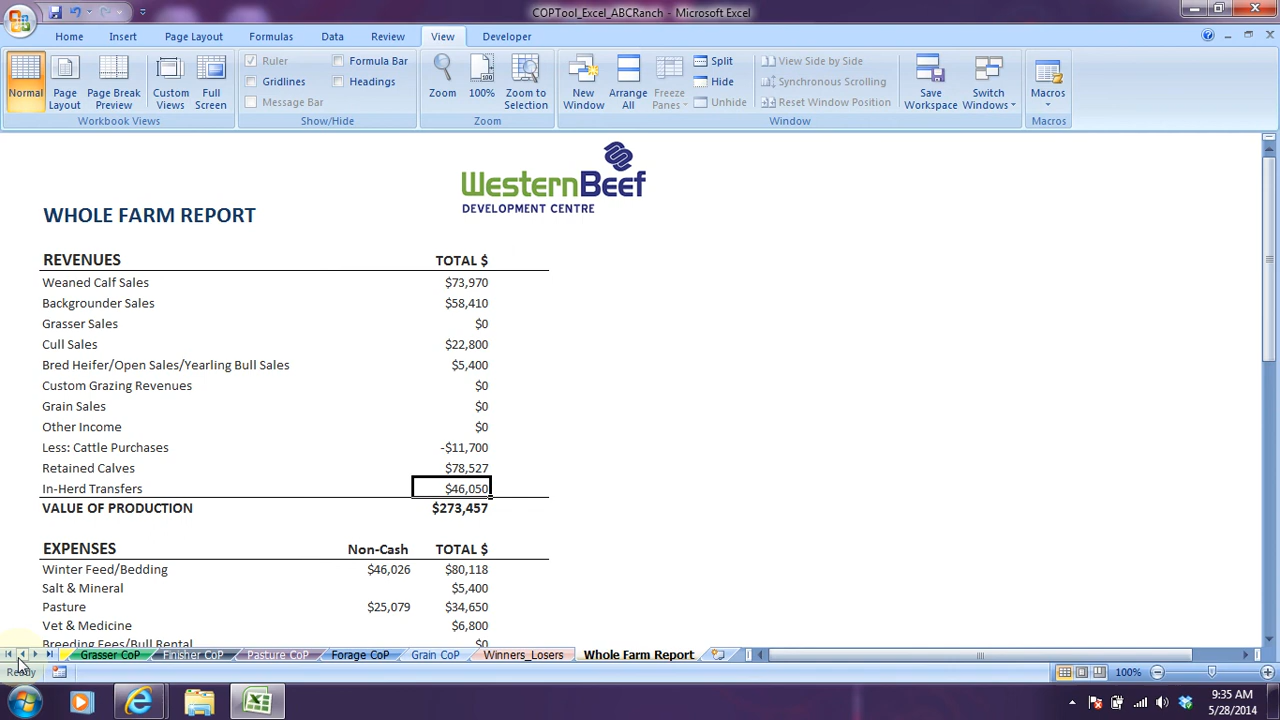 COPTool_Excel_ABCRanch - Microsoft Excel
Home Insert Page Layout Formulas Data Review View Developer
Normal Page Layout Page Break Preview Custom Views Full Screen
Workbook Views
Ruler Formula Bar
Gridlines Headings
Message Bar
Show/Hide
Zoom 100% Zoom to Selection
Zoom
New Window Arrange All Freeze Panes
Split
Hide
Unhide
View Side by Side
Synchronous Scrolling
Reset Window Position
Save Workspace Switch Windows
Window
Macros
Macros
WesternBeef
DEVELOPMENT CENTRE
WHOLE FARM REPORT
REVENUES TOTAL $
Weaned Calf Sales $73,970
Backgrounder Sales $58,410
Grasser Sales $0
Cull Sales $22,800
Bred Heifer/Open Sales/Yearling Bull Sales $5,400
Custom Grazing Revenues $0
Grain Sales $0
Other Income $0
Less: Cattle Purchases -$11,700
Retained Calves $78,527
In-Herd Transfers $46,050
VALUE OF PRODUCTION $273,457
EXPENSES Non-Cash TOTAL $
Winter Feed/Bedding $46,026 $80,118
Salt & Mineral $5,400
Pasture $25,079 $34,650
Vet & Medicine $6,800
Breeding Fees/Bull Rental $0
Grasser CoP Finisher CoP Pasture CoP Forage CoP Grain CoP Winners_Losers Whole Farm Report
Ready 100%
9:35 AM
5/28/2014